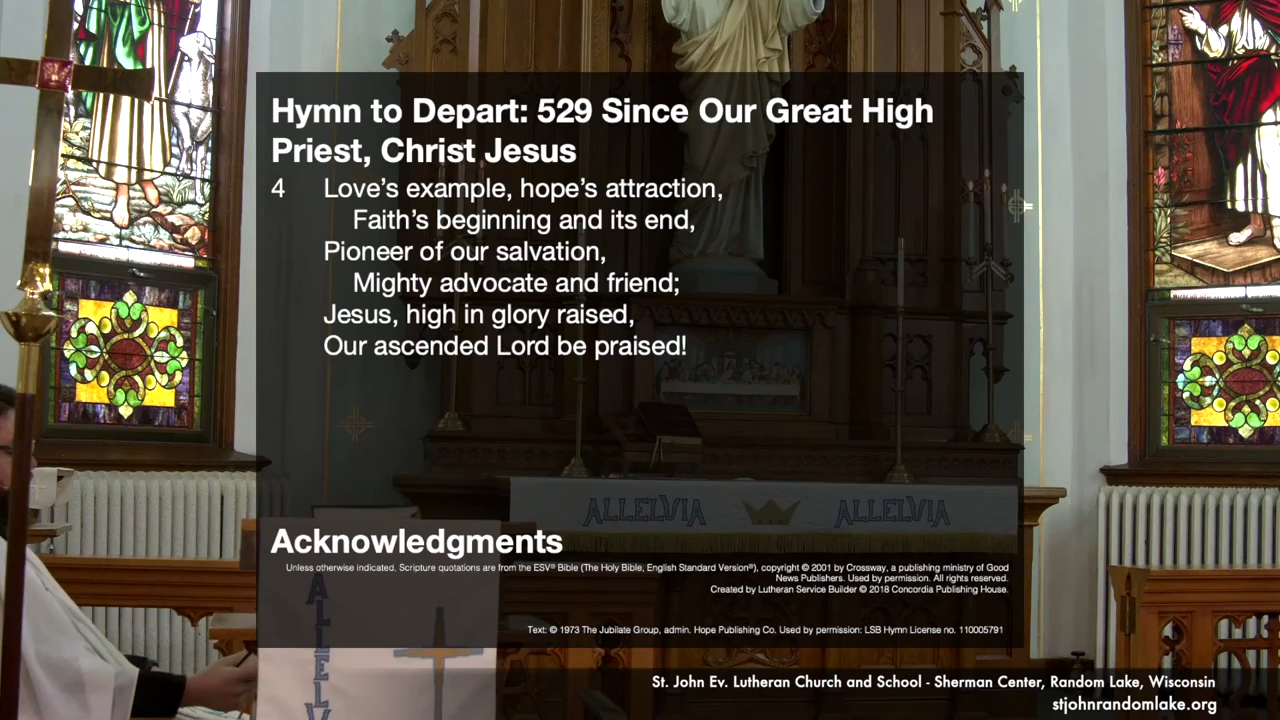 Hymn to Depart: 529 Since Our Great High
Priest, Christ Jesus
4 Love’s example, hope’s attraction,
Faith’s beginning and its end,
Pioneer of our salvation,
Mighty advocate and friend;
Jesus, high in glory raised,
Our ascended Lord be praised!
ALLELVIA ALLELVIA
Acknowledgments
Unless otherwise indicated, Scripture quotations are from the ESV® Bible (The Holy Bible, English Standard Version®), copyright © 2001 by Crossway, a publishing ministry of Good
News Publishers. Used by permission. All rights reserved.
Created by Lutheran Service Builder © 2018 Concordia Publishing House.
Text: © 1973 The Jubilate Group, admin. Hope Publishing Co. Used by permission: LSB Hymn License no. 110005791
ALLELV
St. John Ev. Lutheran Church and School - Sherman Center, Random Lake, Wisconsin
stjohnrandomlake.org